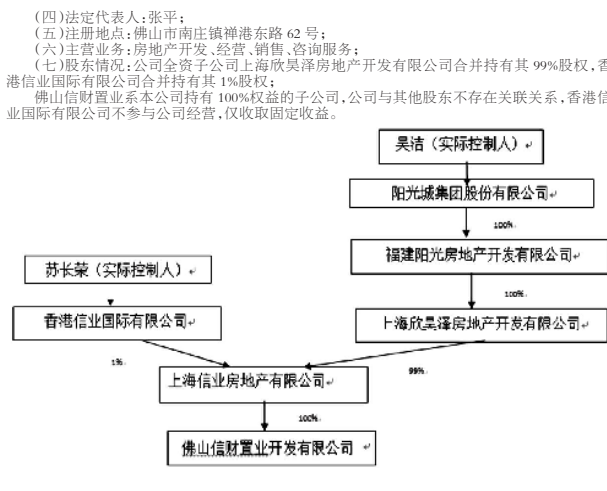 (四)法定代表人:张平;
(五)注册地点:佛山市南庄镇禅港东路 62 号;
(六)主营业务:房地产开发、经营、销售、咨询服务;
(七)股东情况:公司全资子公司上海欣昊泽房地产开发有限公司合并持有其 99%股权,香
港信业国际有限公司合并持有其 1%股权;
佛山信财置业系本公司持有 100%权益的子公司,公司与其他股东不存在关联关系,香港信
业国际有限公司不参与公司经营,仅收取固定收益。
吴洁（实际控制人）
阳光城集团股份有限公司
100%
福建阳光房地产开发有限公司
苏长荣（实际控制人）
100%
香港信业国际有限公司
上海欣昊泽房地产开发有限公司
1%
99%
上海信业房地产有限公司
100%
佛山信财置业开发有限公司